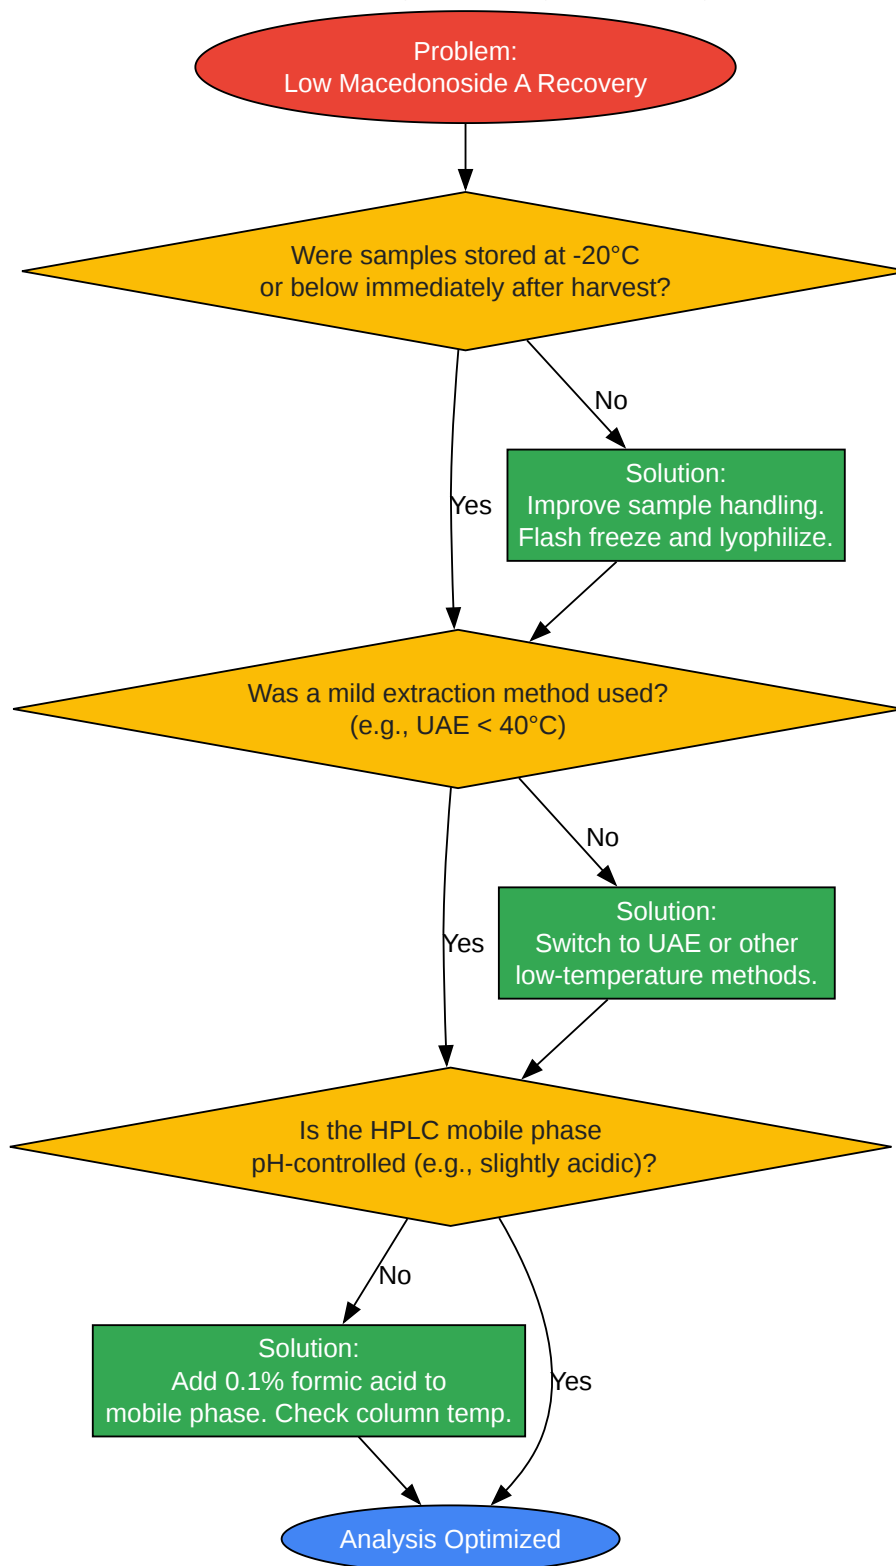 Problem:
Low Macedonoside A Recovery
Were samples stored at -20°C
or below immediately after harvest?
No
Yes
Solution:
Improve sample handling.
Flash freeze and lyophilize.
Was a mild extraction method used?
(e.g., UAE < 40°C)
No
Yes
Solution:
Switch to UAE or other
low-temperature methods.
Is the HPLC mobile phase
pH-controlled (e.g., slightly acidic)?
No
Yes
Solution:
Add 0.1% formic acid to
mobile phase. Check column temp.
Analysis Optimized